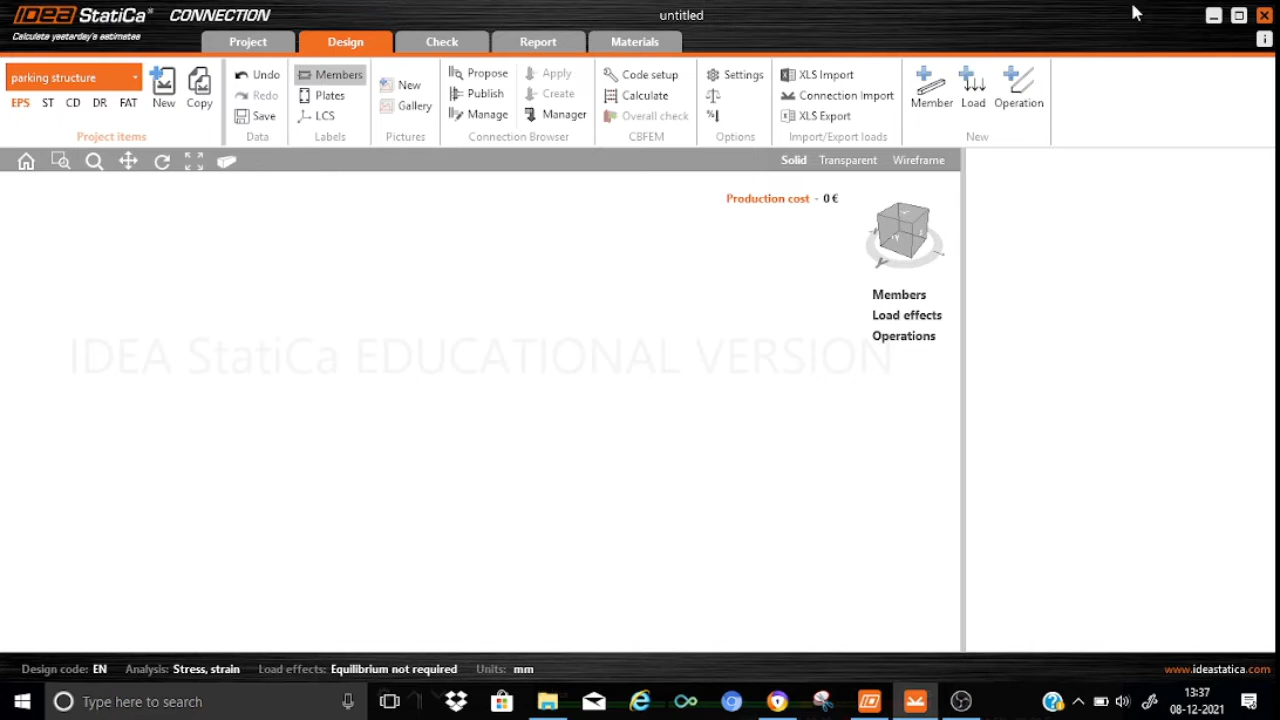 IDEA StatiCa® CONNECTION
untitled
Calculate yesterday's estimates
Project Design Check Report Materials
parking structure
EPS ST CD DR FAT
New Copy
Project items
Undo
Redo
Save
Data
Members
Plates
LCS
Labels
New
Gallery
Pictures
Propose Apply
Publish Create
Manage Manager
Connection Browser
Code setup
Calculate
Overall check
CBFEM
Settings
Options
XLS Import
Connection Import
XLS Export
Import/Export loads
Member Load Operation
New
Solid Transparent Wireframe
Production cost - 0 €
Members
Load effects
Operations
IDEA StatiCa EDUCATIONAL VERSION
Design code: EN Analysis: Stress, strain Load effects: Equilibrium not required Units: mm
www.ideastatica.com
Type here to search
13:37
08-12-2021